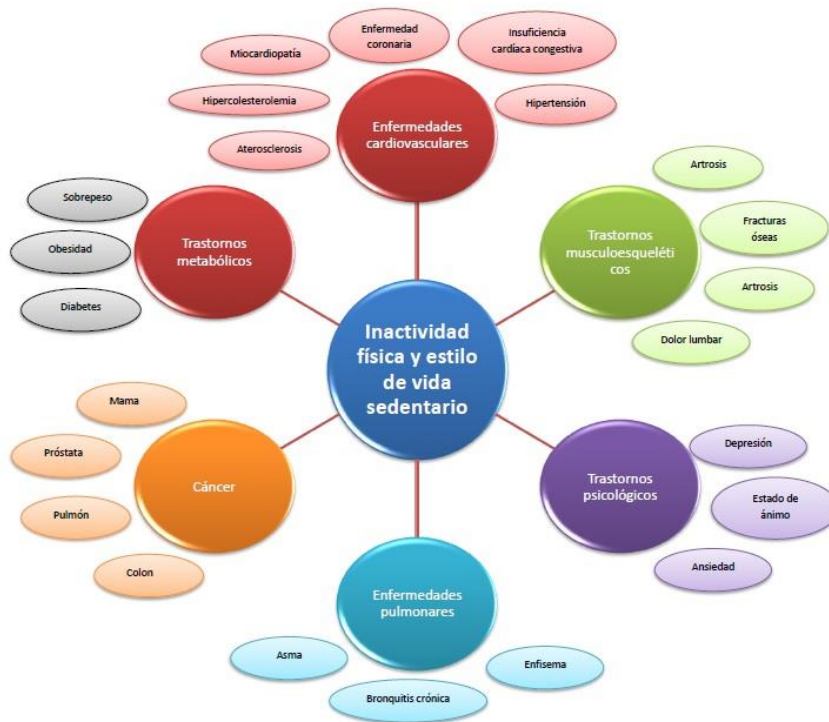 Enfermedad
coronaria
Insuficiencia
cardíaca congestiva
Miocardiopatía
Hipercolesterolemia
Hipertensión
Aterosclerosis
Enfermedades
cardiovasculares
Sobrepeso
Obesidad
Diabetes
Trastornos
metabólicos
Artrosis
Fracturas
óseas
Artrosis
Dolor lumbar
Trastornos
musculoesqueléti
cos
Inactividad
física y estilo
de vida
sedentario
Mama
Próstata
Pulmón
Colon
Cáncer
Trastornos
psicológicos
Depresión
Estado de
ánimo
Ansiedad
Enfermedades
pulmonares
Asma
Bronquitis crónica
Enfisema